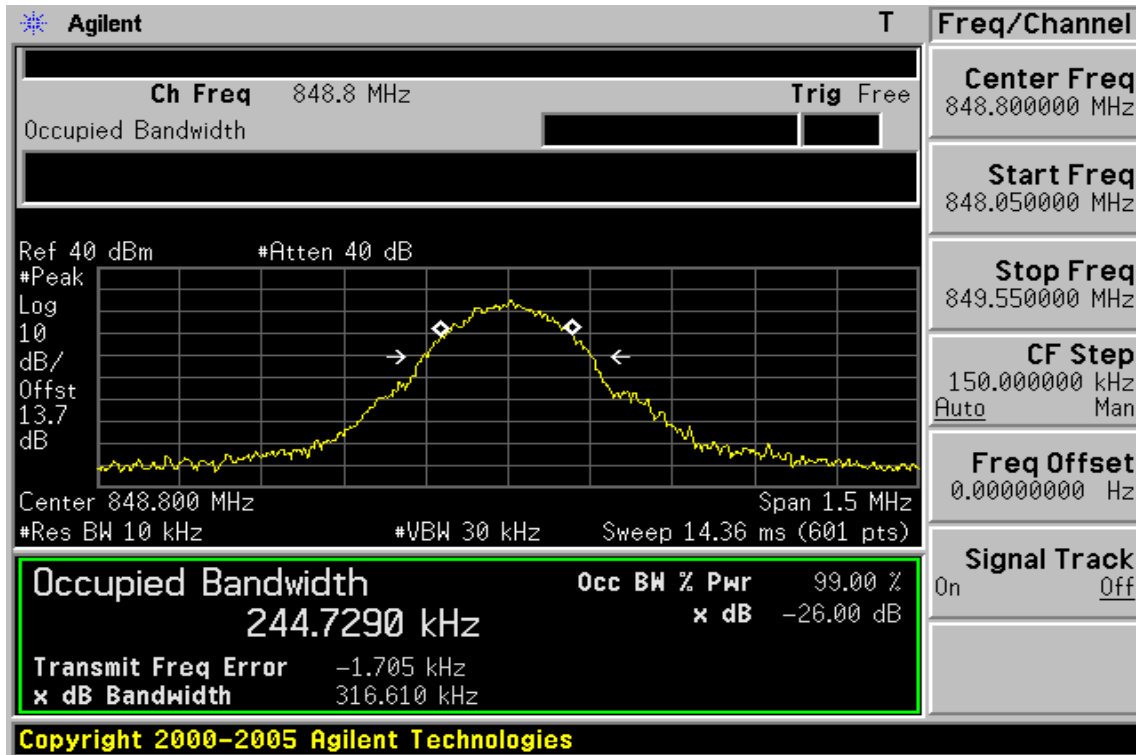 Agilent T Freq/Channel
Ch Freq 848.8 MHz Trig Free
Occupied Bandwidth
Center Freq
848.800000 MHz
Start Freq
848.050000 MHz
Stop Freq
849.550000 MHz
CF Step
150.000000 kHz
Auto Man
Freq Offset
0.00000000 Hz
Signal Track
On Off
Ref 40 dBm #Atten 40 dB
#Peak
Log
10
dB/
Offst
13.7
dB
Center 848.800 MHz Span 1.5 MHz
#Res BW 10 kHz #VBW 30 kHz Sweep 14.36 ms (601 pts)
Occupied Bandwidth
244.7290 kHz
Occ BW % Pwr 99.00 %
x dB -26.00 dB
Transmit Freq Error -1.705 kHz
x dB Bandwidth 316.610 kHz
Copyright 2000-2005 Agilent Technologies